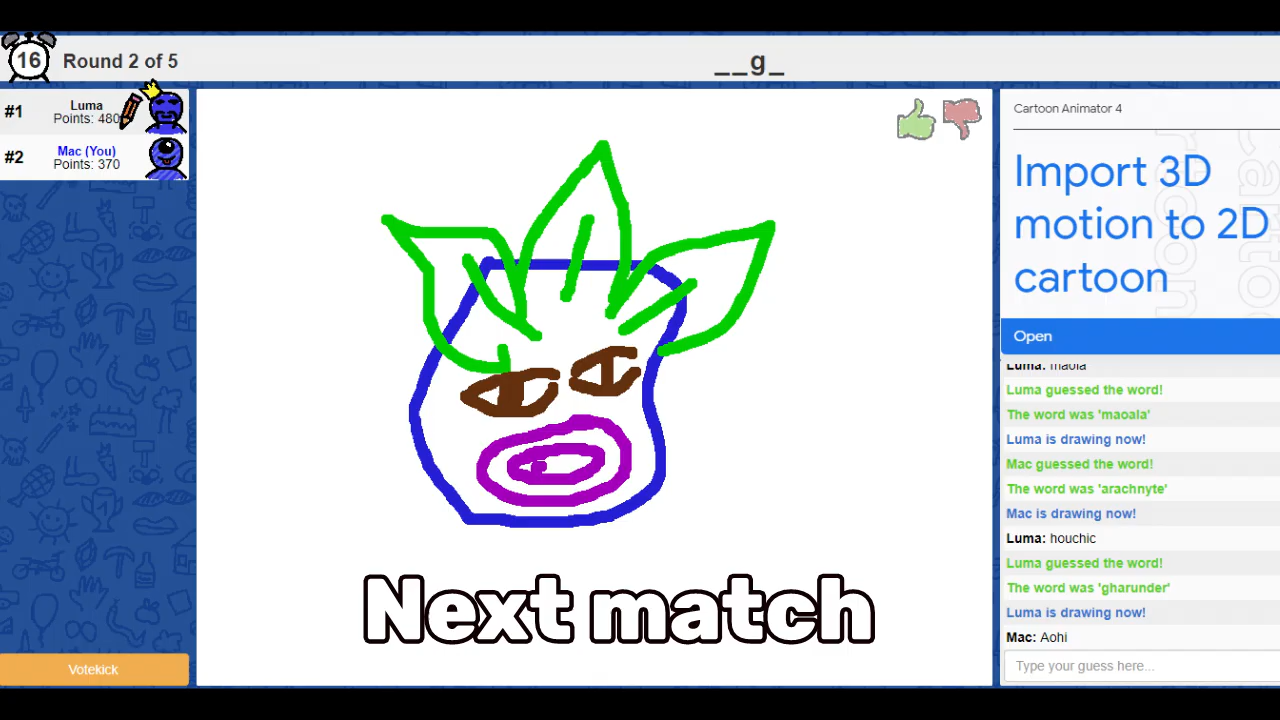 16 Round 2 of 5
__g_
#1 Luma
Points: 480
#2 Mac (You)
Points: 370
Votekick
Next match
Cartoon Animator 4
Import 3D
motion to 2D
cartoon
Open
Luma: maola
Luma guessed the word!
The word was 'maoala'
Luma is drawing now!
Mac guessed the word!
The word was 'arachnyte'
Mac is drawing now!
Luma: houchic
Luma guessed the word!
The word was 'gharunder'
Luma is drawing now!
Mac: Aohi
Type your guess here...